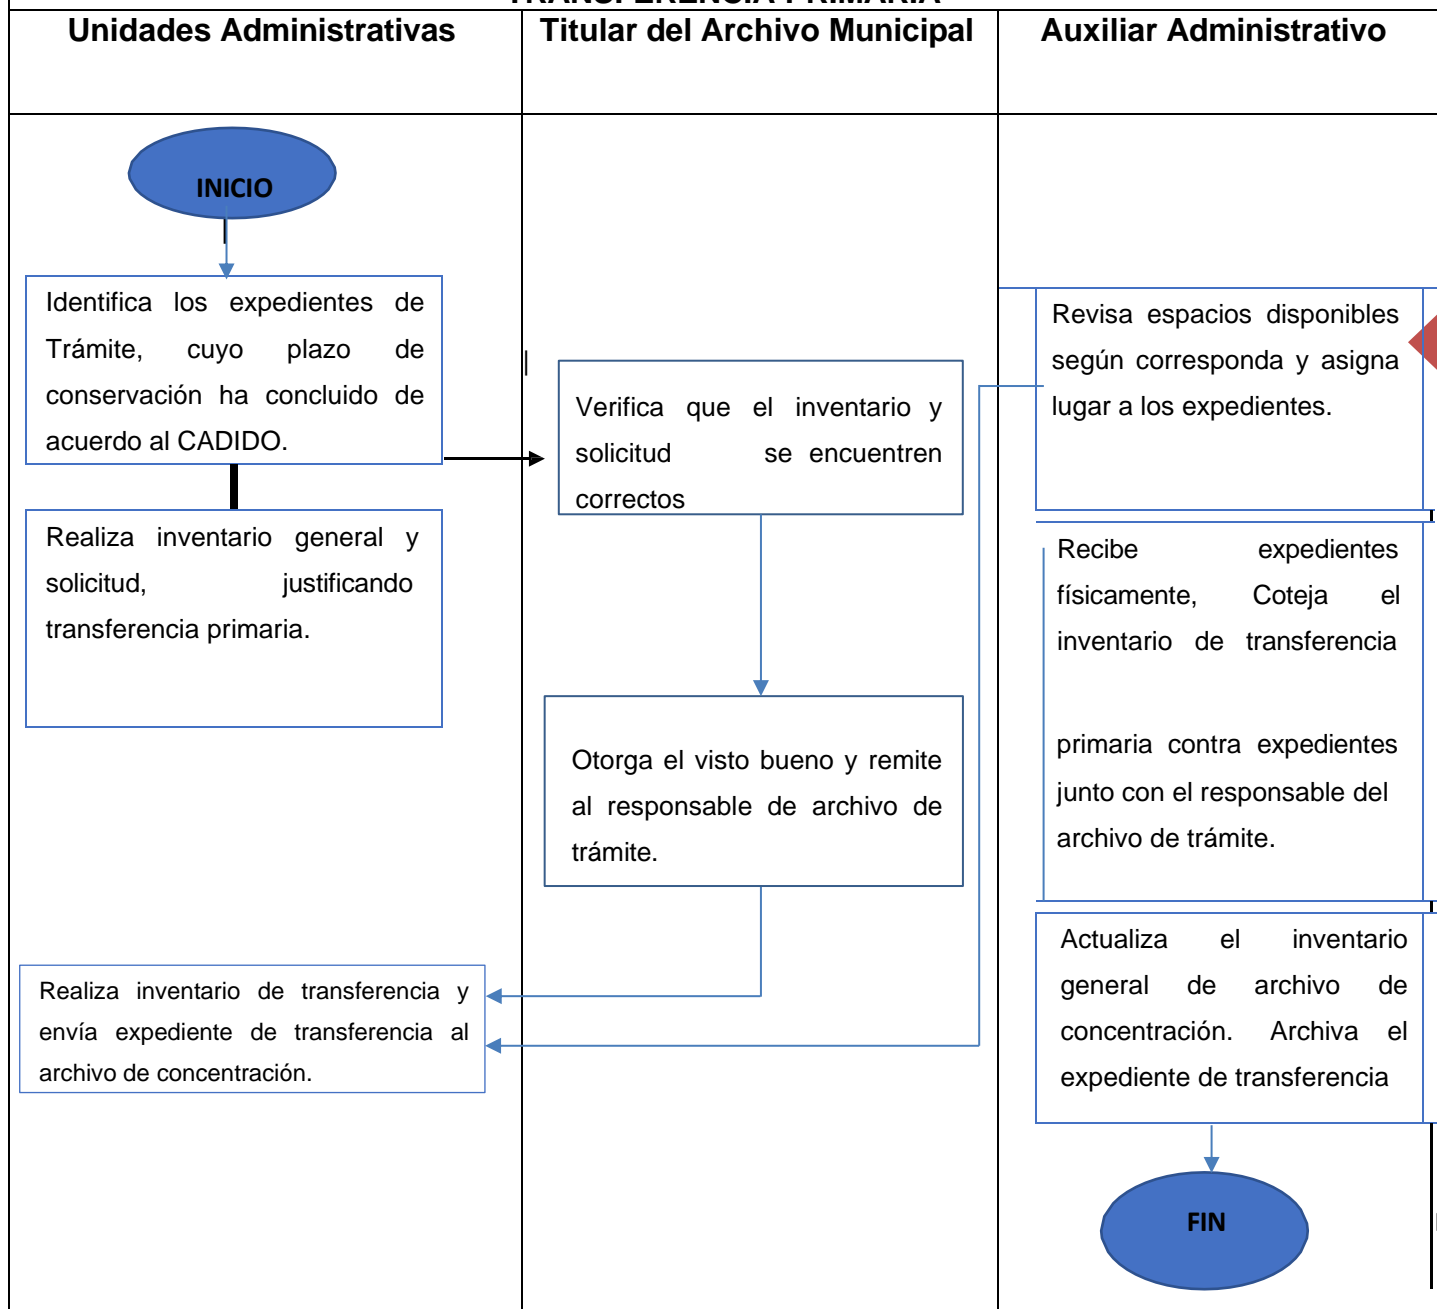 TRANSFERENCIA PRIMARIA
Unidades Administrativas
Titular del Archivo Municipal
Auxiliar Administrativo
INICIO
Identifica los expedientes de
Trámite, cuyo plazo de
conservación ha concluido de
acuerdo al CADIDO.
Realiza inventario general y
solicitud, justificando
transferencia primaria.
Realiza inventario de transferencia y
envía expediente de transferencia al
archivo de concentración.
Verifica que el inventario y
solicitud se encuentren
correctos
Otorga el visto bueno y remite
al responsable de archivo de
trámite.
Revisa espacios disponibles
según corresponda y asigna
lugar a los expedientes.
Recibe expedientes
físicamente, Coteja el
inventario de transferencia
primaria contra expedientes
junto con el responsable del
archivo de trámite.
Actualiza el inventario
general de archivo de
concentración. Archiva el
expediente de transferencia
FIN